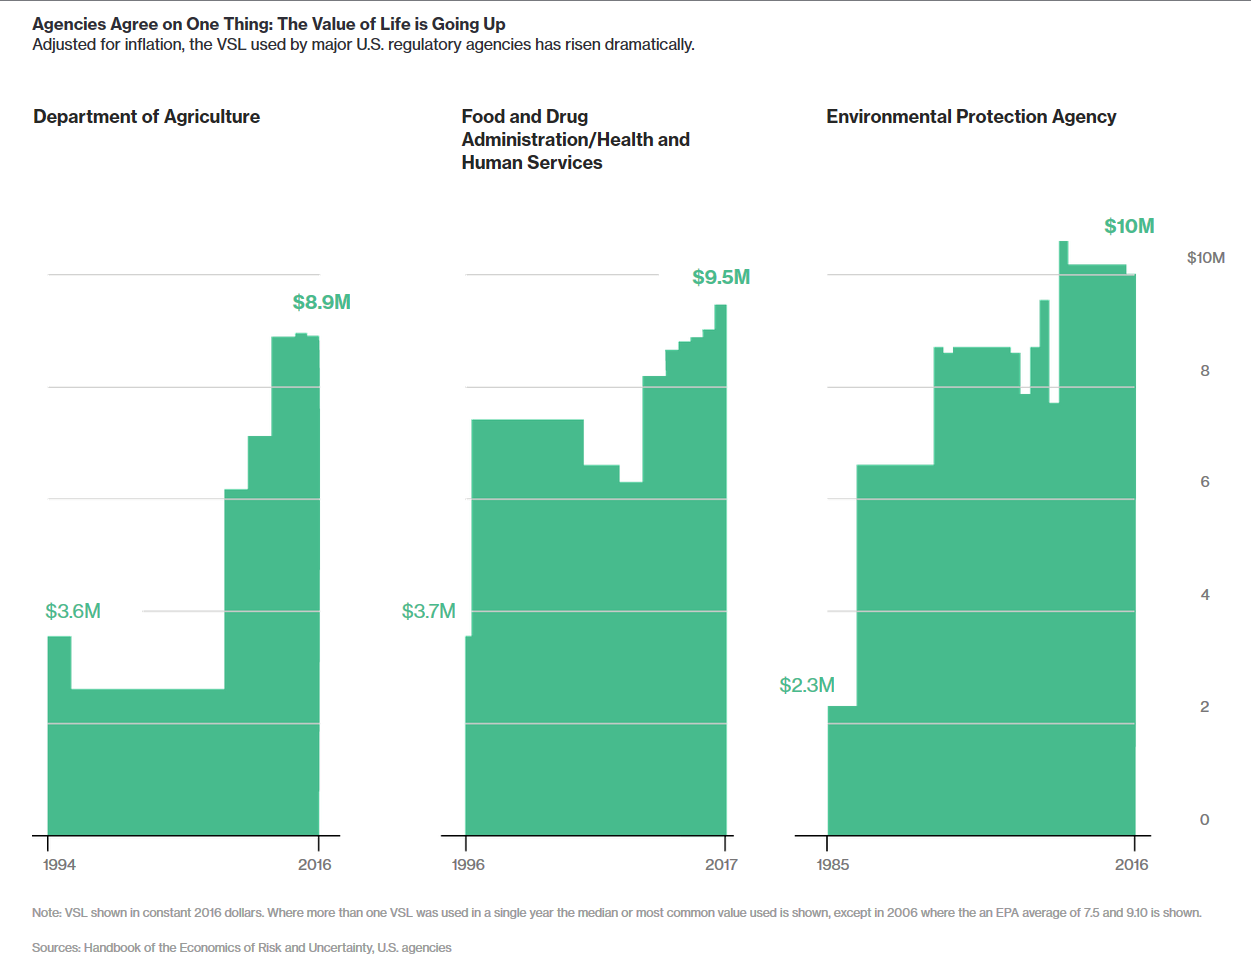 Agencies Agree on One Thing: The Value of Life is Going Up
Adjusted for inflation, the VSL used by major U.S. regulatory agencies has risen dramatically.
Department of Agriculture
Food and Drug
Administration/Health and
Human Services
Environmental Protection Agency
$8.9M
$3.6M
1994
2016
$9.5M
$3.7M
1996
2017
$10M
$2.3M
1985
2016
$10M
8
6
4
2
0
Note: VSL shown in constant 2016 dollars. Where more than one VSL was used in a single year the median or most common value used is shown, except in 2006 where the an EPA average of 7.5 and 9.10 is shown.
Sources: Handbook of the Economics of Risk and Uncertainty, U.S. agencies